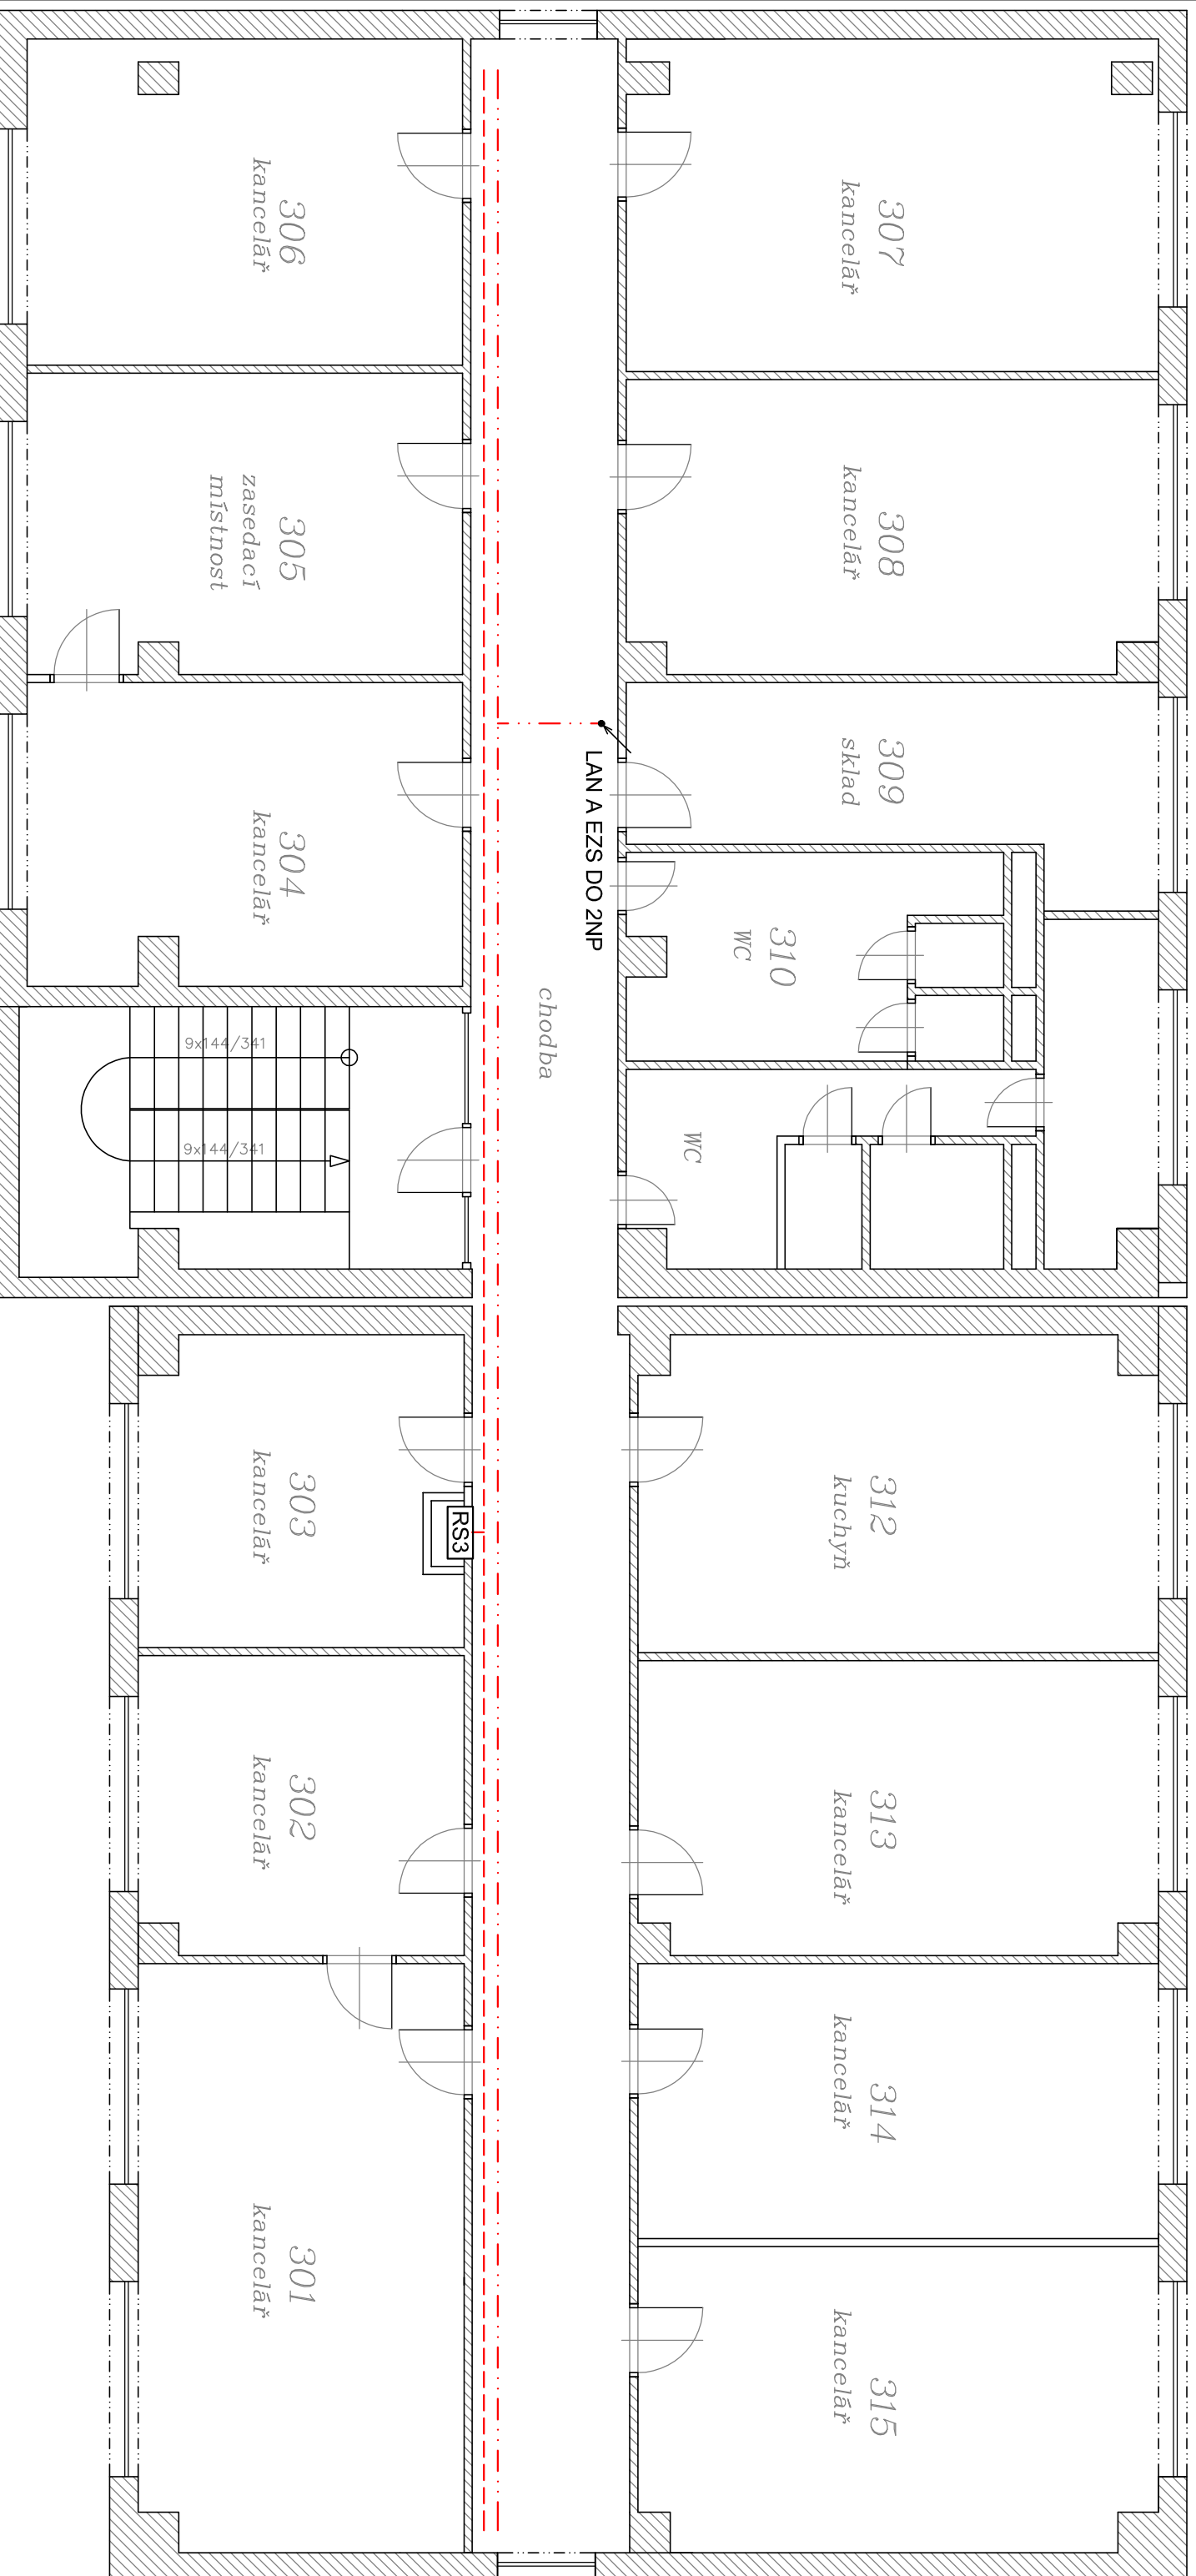 315
kancelář
314
kancelář
313
kancelář
312
kuchyň
WC
310
WC
309
sklad
308
kancelář
307
kancelář
LAN A EZS DO 2NP
chodba
RS3
301
kancelář
302
kancelář
303
kancelář
9x144/341
9x144/341
304
kancelář
305
zasedací
místnost
306
kancelář